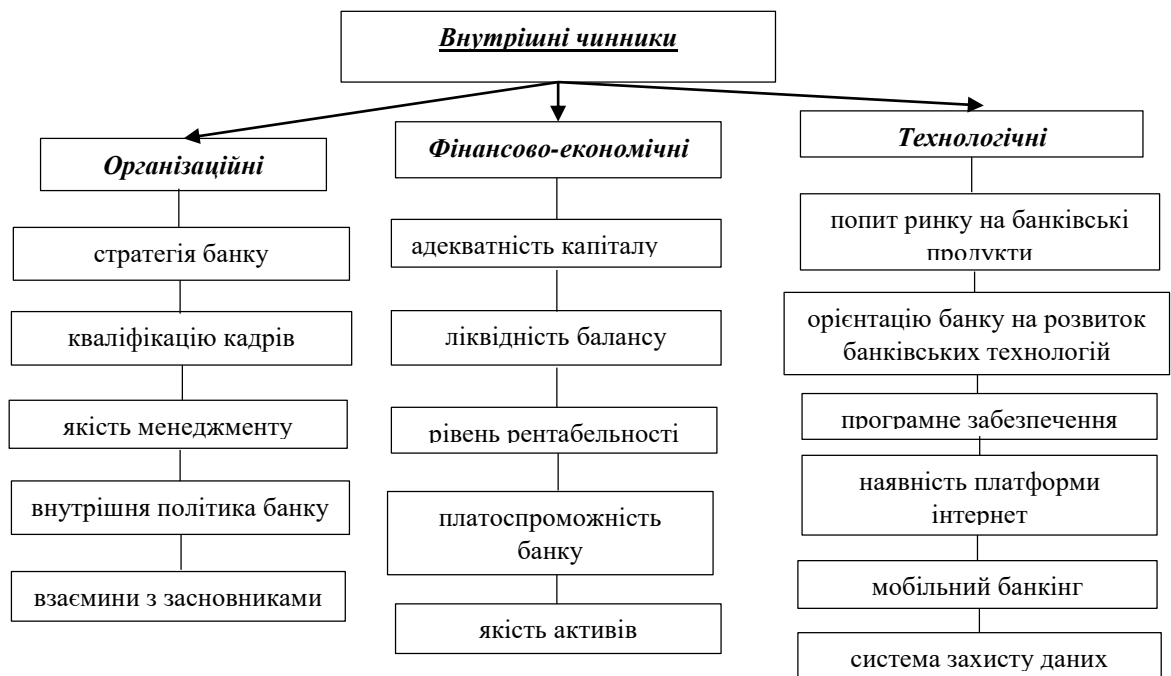 Внутрішні чинники
Організаційні
стратегія банку
кваліфікацію кадрів
якість менеджменту
внутрішня політика банку
взаємини з засновниками
Фінансово-економічні
адекватність капіталу
ліквідність балансу
рівень рентабельності
платоспроможність
банку
якість активів
Технологічні
попит ринку на банківські
продукти
орієнтацію банку на розвиток
банківських технологій
програмне забезпечення
наявність платформи
інтернет
мобільний банкінг
система захисту даних